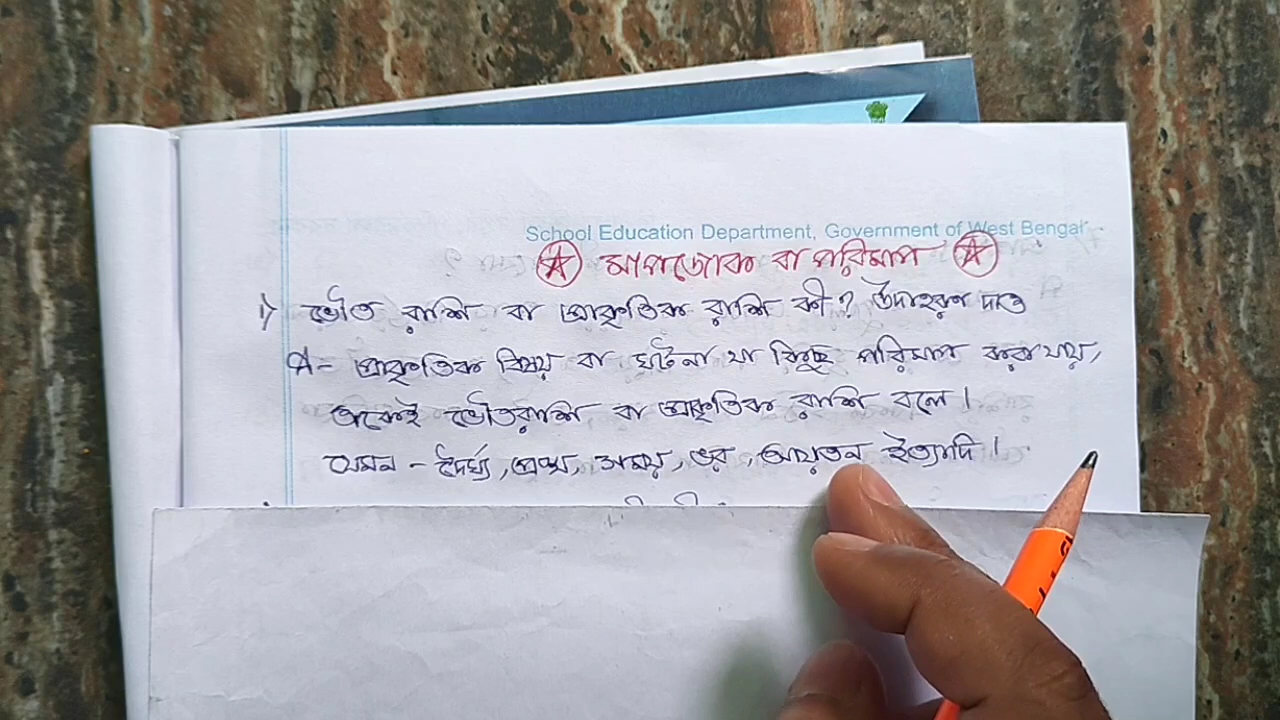 School Education Department, Government of West Bengal
মাপজোক বা পরিমাপ
1) ভৌত রাশি বা প্রাকৃতিক রাশি কী? উদাহরণ দাও
A- প্রাকৃতিক বিষয় বা ঘটনা যা কিছু পরিমাপ করা যায়,
তাকেই ভৌতরাশি বা প্রাকৃতিক রাশি বলে।
যেমন - দৈর্ঘ্য, প্রস্থ, সময়, ভর, আয়তন ইত্যাদি।